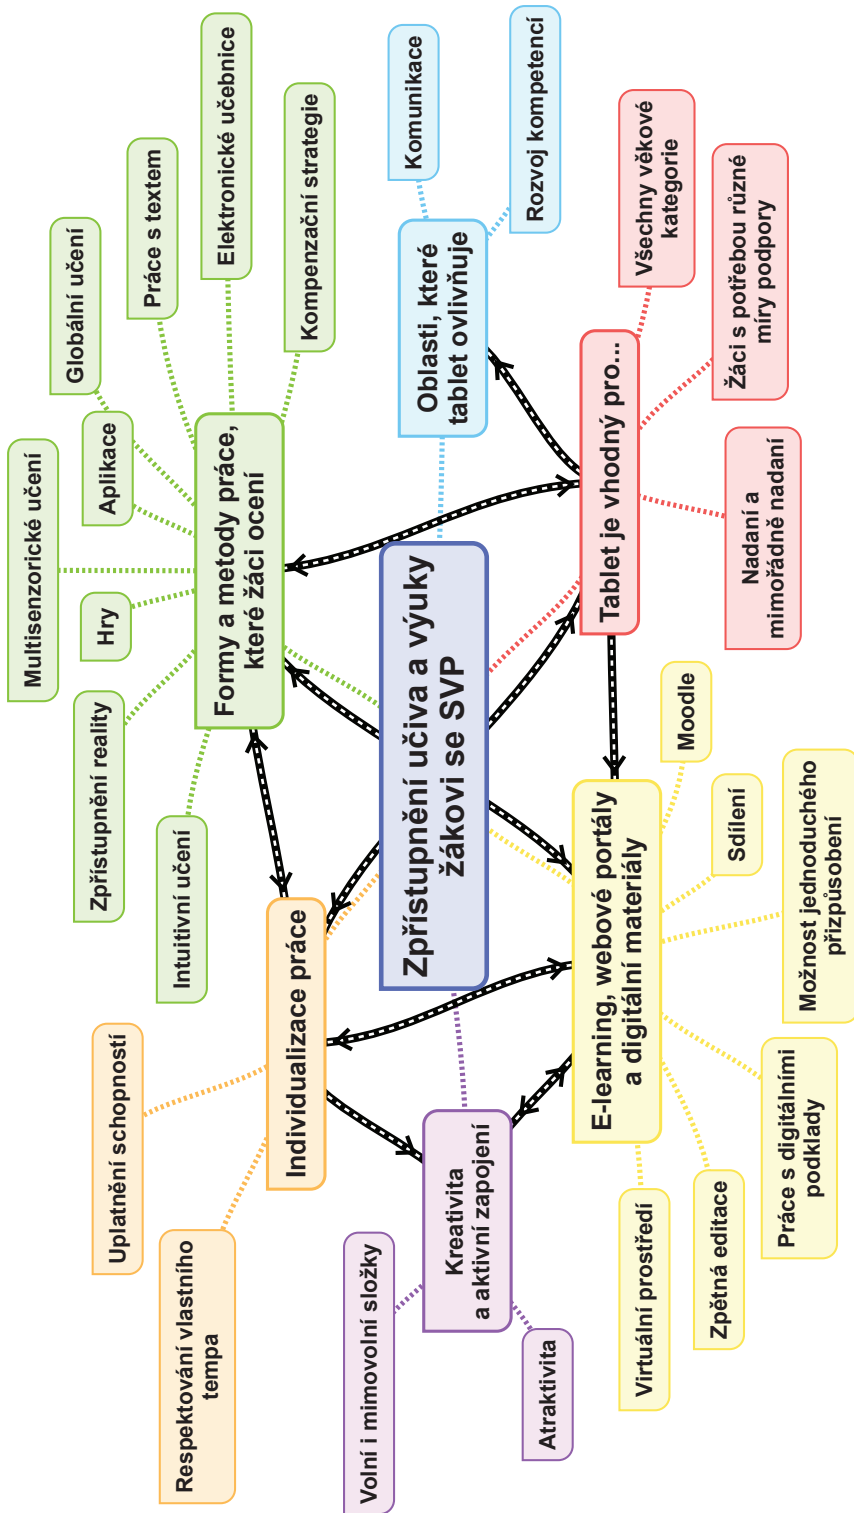 Respektování vlastního
tempa
Uplatnění schopností
Individualizace práce
Intuitivní učení
Zpřístupnění reality
Hry
Multisenzorické učení
Aplikace
Globální učení
Práce s textem
Elektronické učebnice
Kompenzační strategie
Formy a metody práce,
které žáci ocení
Volní i mimovolní složky
Kreativita
a aktivní zapojení
Atraktivita
Zpřístupnění učiva a výuky
žákovi se SVP
Oblasti, které
tablet ovlivňuje
Komunikace
Rozvoj kompetencí
E-learning, webové portály
a digitální materiály
Virtuální prostředí
Zpětná editace
Práce s digitálními
podklady
Možnost jednoduchého
přizpůsobení
Sdílení
Moodle
Tablet je vhodný pro...
Nadaní a
mimořádně nadaní
Žáci s potřebou různé
míry podpory
Všechny věkové
kategorie